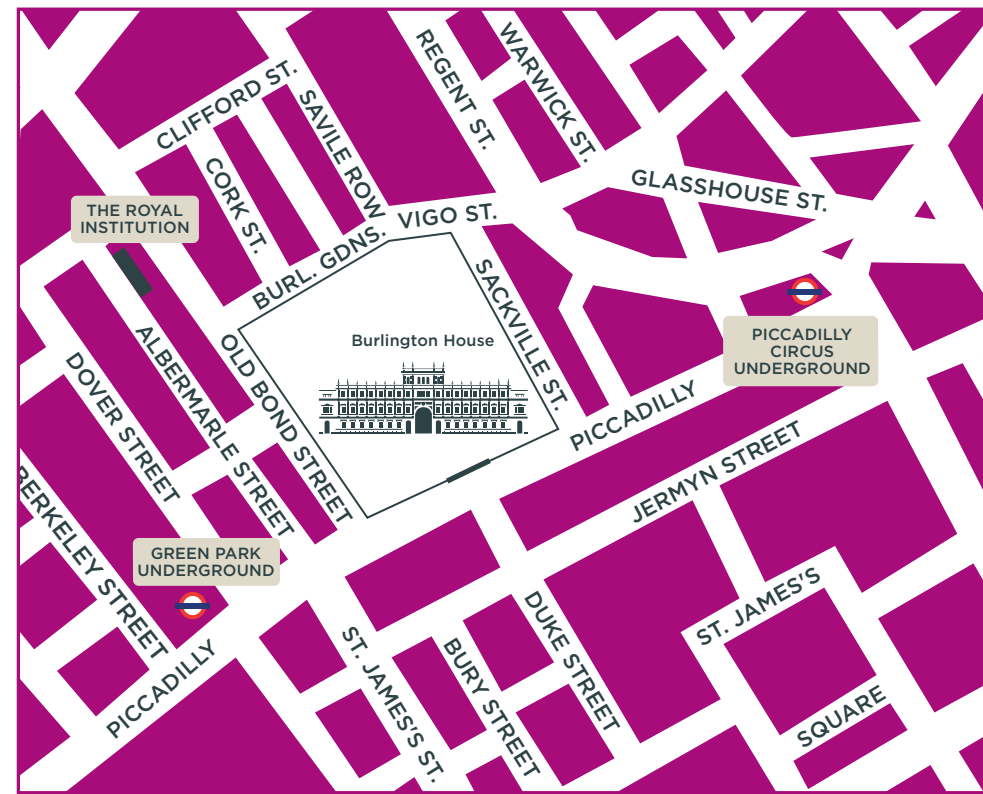 CLIFFORD ST.
SAVILE ROW
REGENT ST.
WARWICK ST.
CORK ST.
GLASSHOUSE ST.
THE ROYAL
INSTITUTION
VIGO ST.
BURL. GDNS.
SACKVILLE ST.
Burlington House
PICCADILLY
CIRCUS
UNDERGROUND
OLD BOND STREET
ALBERMARLE STREET
DOVER STREET
PICCADILLY
JERMYN STREET
BERKELEY STREET
GREEN PARK
UNDERGROUND
PICCADILLY
ST. JAMES'S ST.
BURY STREET
DUKE STREET
ST. JAMES'S
SQUARE